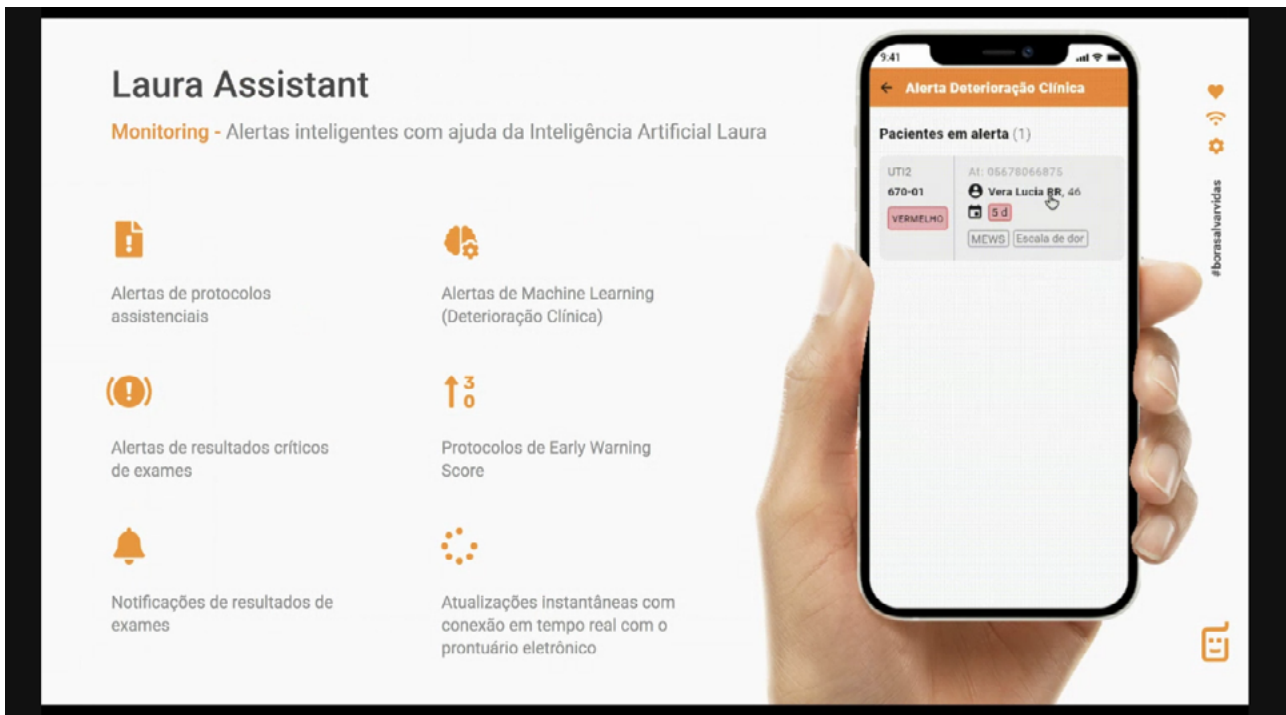 Laura Assistant
Monitoring - Alertas inteligentes com ajuda da Inteligência Artificial Laura
Alertas de protocolos
assistenciais
Alertas de Machine Learning
(Deterioração Clínica)
Alertas de resultados críticos
de exames
3
0
Protocolos de Early Warning
Score
Notificações de resultados de
exames
Atualizações instantâneas com
conexão em tempo real com o
prontuário eletrônico
9:41
Alerta Deterioração Clínica
Pacientes em alerta (1)
UTI2
670-01
VERMELHO
At: 05678066875
Vera Lucia BR, 46
5 d
MEWS Escala de dor
#borasalvarvidas